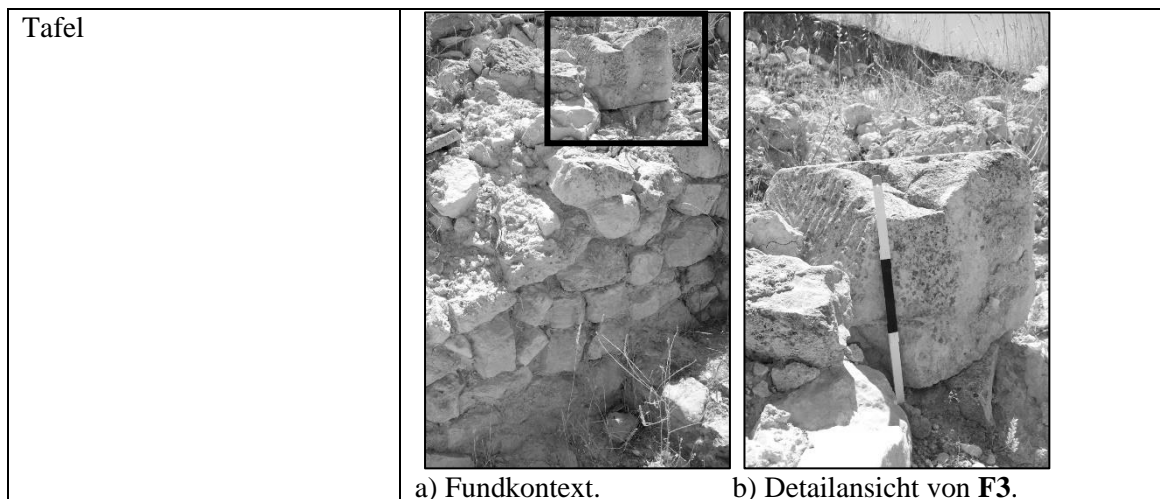 Tafel
a) Fundkontext.
b) Detailansicht von F3.